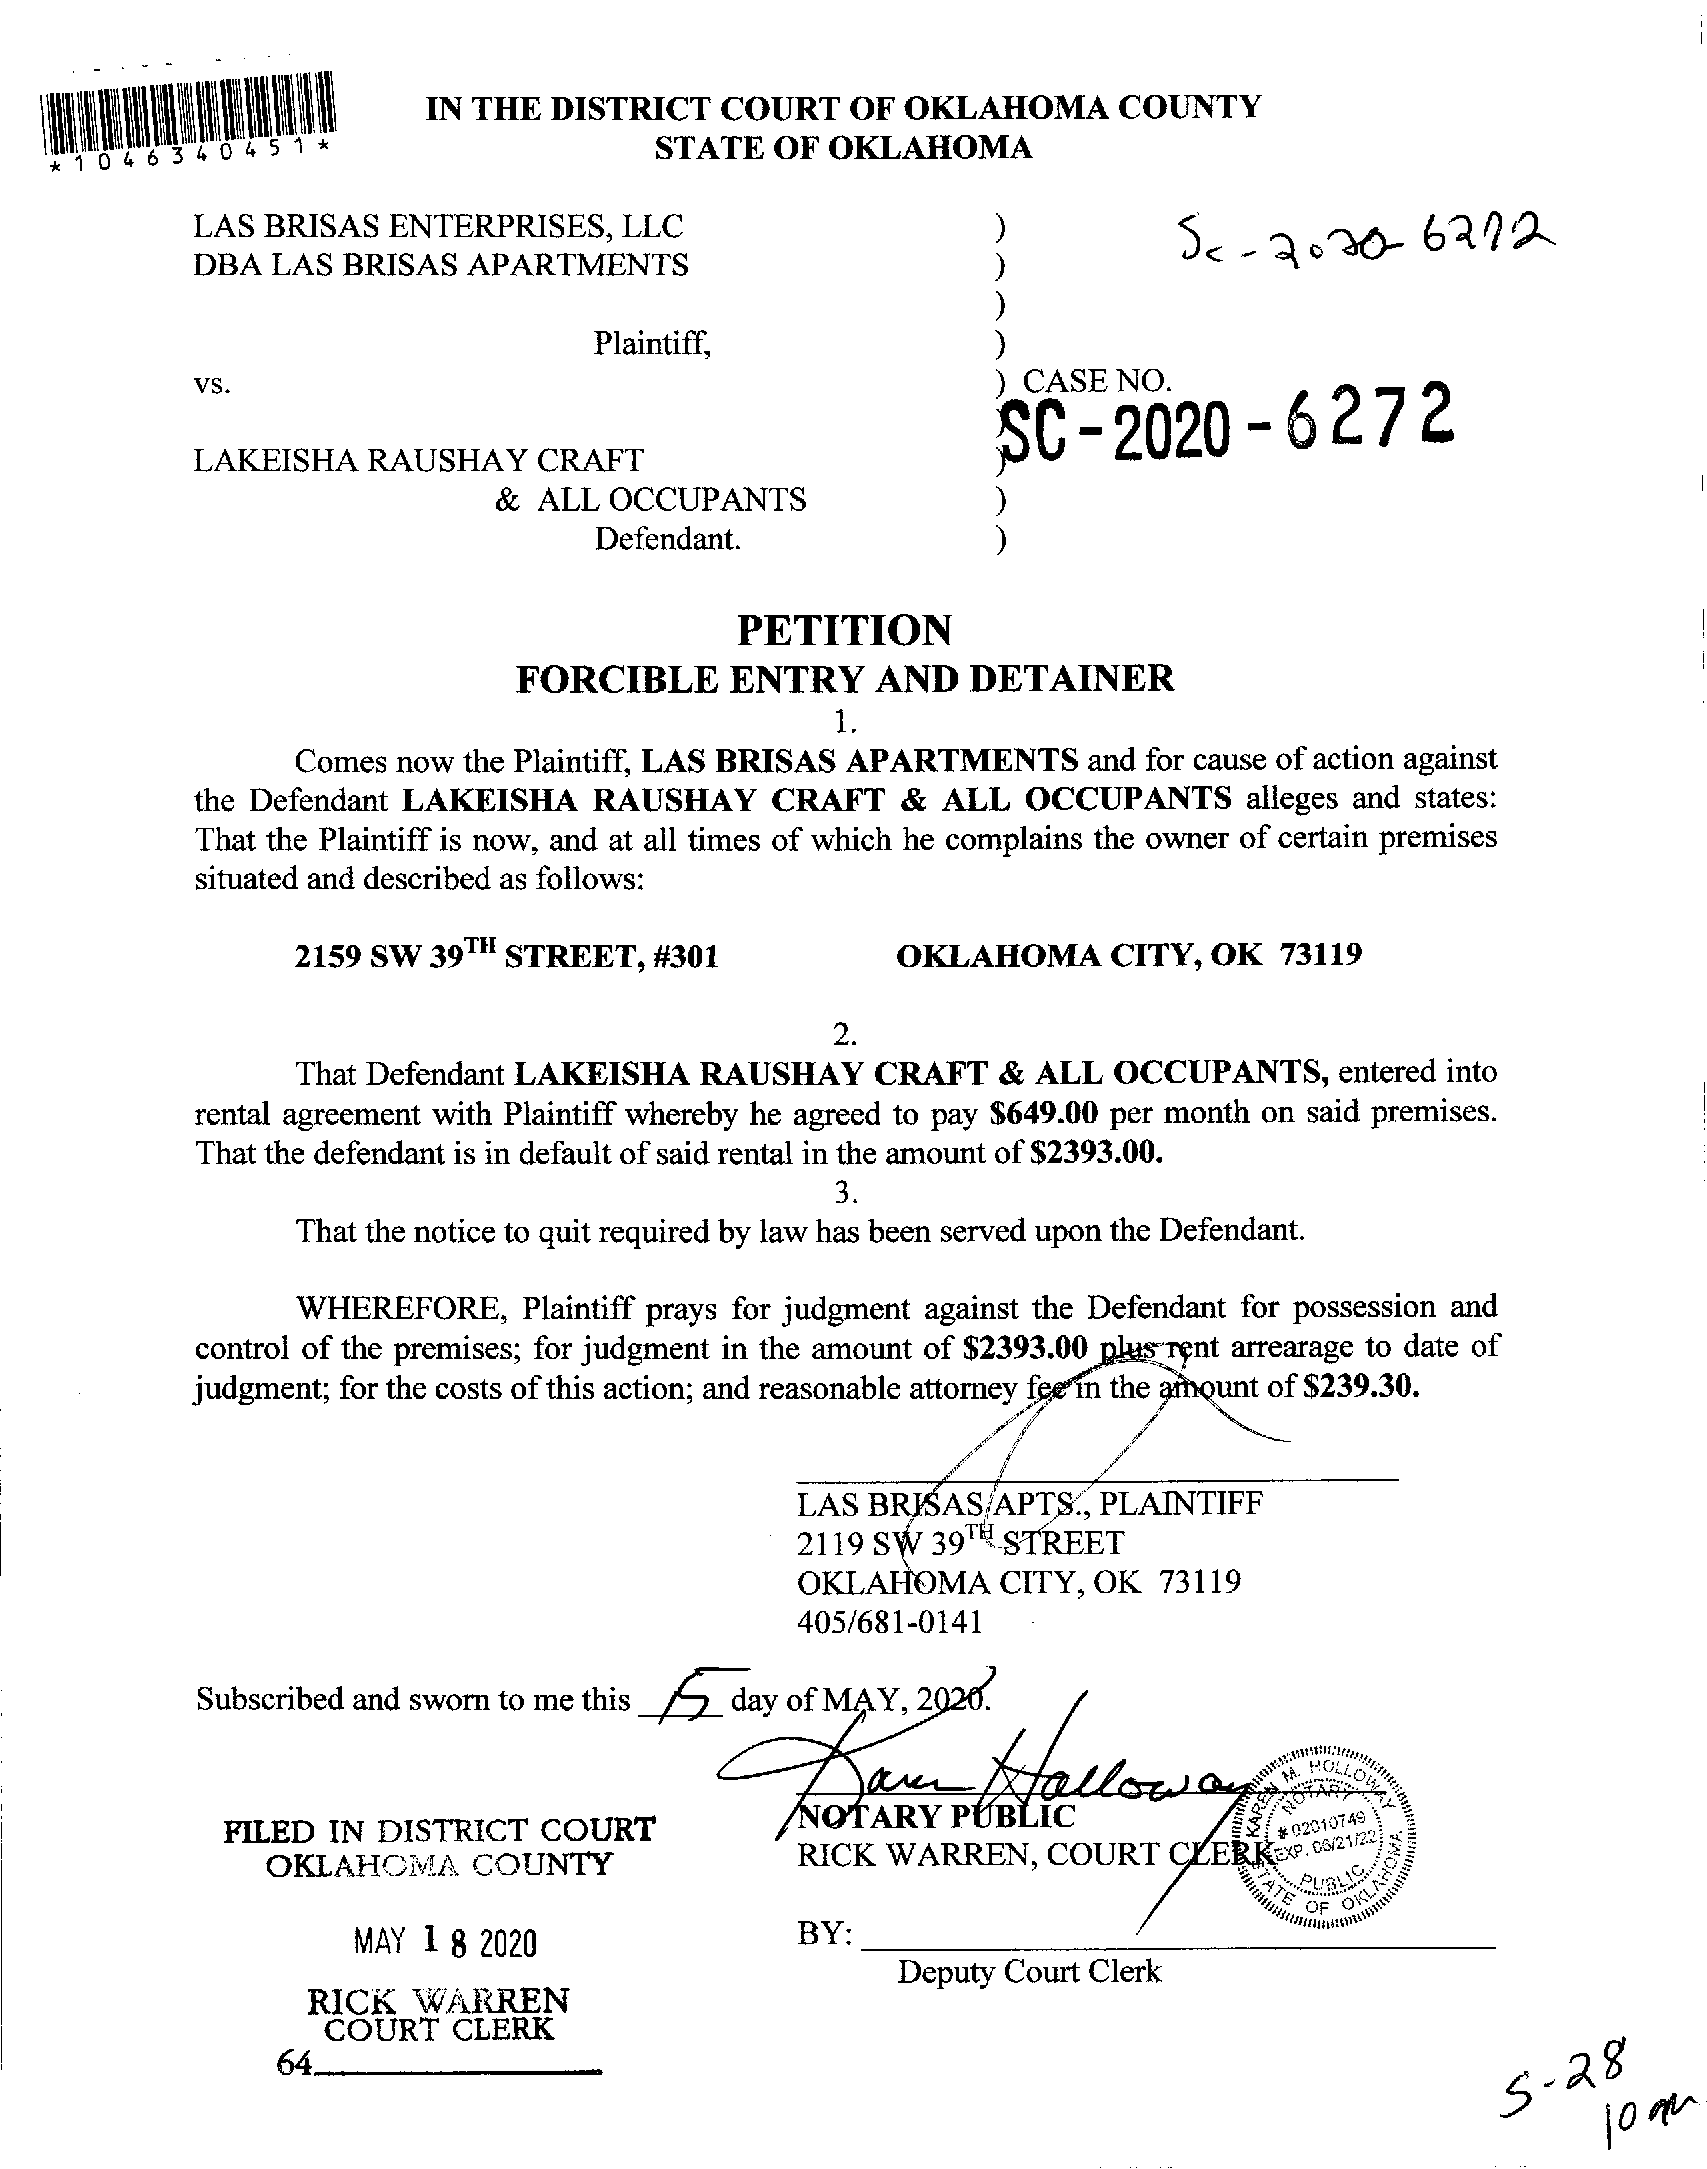 *1046340451*
IN THE DISTRICT COURT OF OKLAHOMA COUNTY
STATE OF OKLAHOMA
LAS BRISAS ENTERPRISES, LLC )
DBA LAS BRISAS APARTMENTS )
)
Plaintiff, )
vs. ) CASE NO.
Sc-2020-6272
SC-2020-6272
)
LAKEISHA RAUSHAY CRAFT )
& ALL OCCUPANTS )
Defendant. )
PETITION
FORCIBLE ENTRY AND DETAINER
1.
Comes now the Plaintiff, LAS BRISAS APARTMENTS and for cause of action against
the Defendant LAKEISHA RAUSHAY CRAFT & ALL OCCUPANTS alleges and states:
That the Plaintiff is now, and at all times of which he complains the owner of certain premises
situated and described as follows:
2159 SW 39TH STREET, #301 OKLAHOMA CITY, OK 73119
2.
That Defendant LAKEISHA RAUSHAY CRAFT & ALL OCCUPANTS, entered into
rental agreement with Plaintiff whereby he agreed to pay $649.00 per month on said premises.
That the defendant is in default of said rental in the amount of $2393.00.
3.
That the notice to quit required by law has been served upon the Defendant.
WHEREFORE, Plaintiff prays for judgment against the Defendant for possession and
control of the premises; for judgment in the amount of $2393.00 plus rent arrearage to date of
judgment; for the costs of this action; and reasonable attorney fee in the amount of $239.30.
LAS BRISAS APTS., PLAINTIFF
2119 SW 39TH STREET
OKLAHOMA CITY, OK 73119
405/681-0141
Subscribed and sworn to me this 15 day of MAY, 2020.
Karen Holloway
NOTARY PUBLIC
RICK WARREN, COURT CLERK
KAREN M. HOLLOWAY
NOTARY
# 02010749
EXP. 06/21/22
PUBLIC
STATE OF OKLAHOMA
BY:
Deputy Court Clerk
FILED IN DISTRICT COURT
OKLAHOMA COUNTY
MAY 18 2020
RICK WARREN
COURT CLERK
64
5-28
10 am